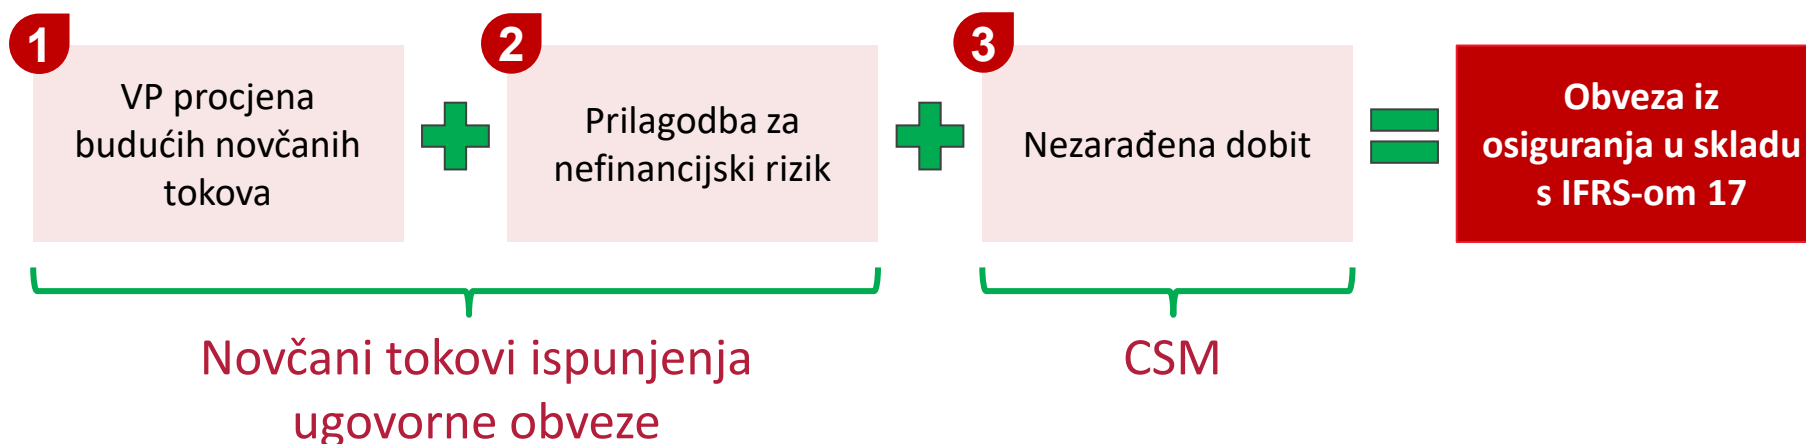 1
VP procjena
budućih novčanih
tokova
2
Prilagodba za
nefinancijski rizik
3
Nezarađena dobit
Obveza iz
osiguranja u skladu
s IFRS-om 17
Novčani tokovi ispunjenja
ugovorne obveze
CSM